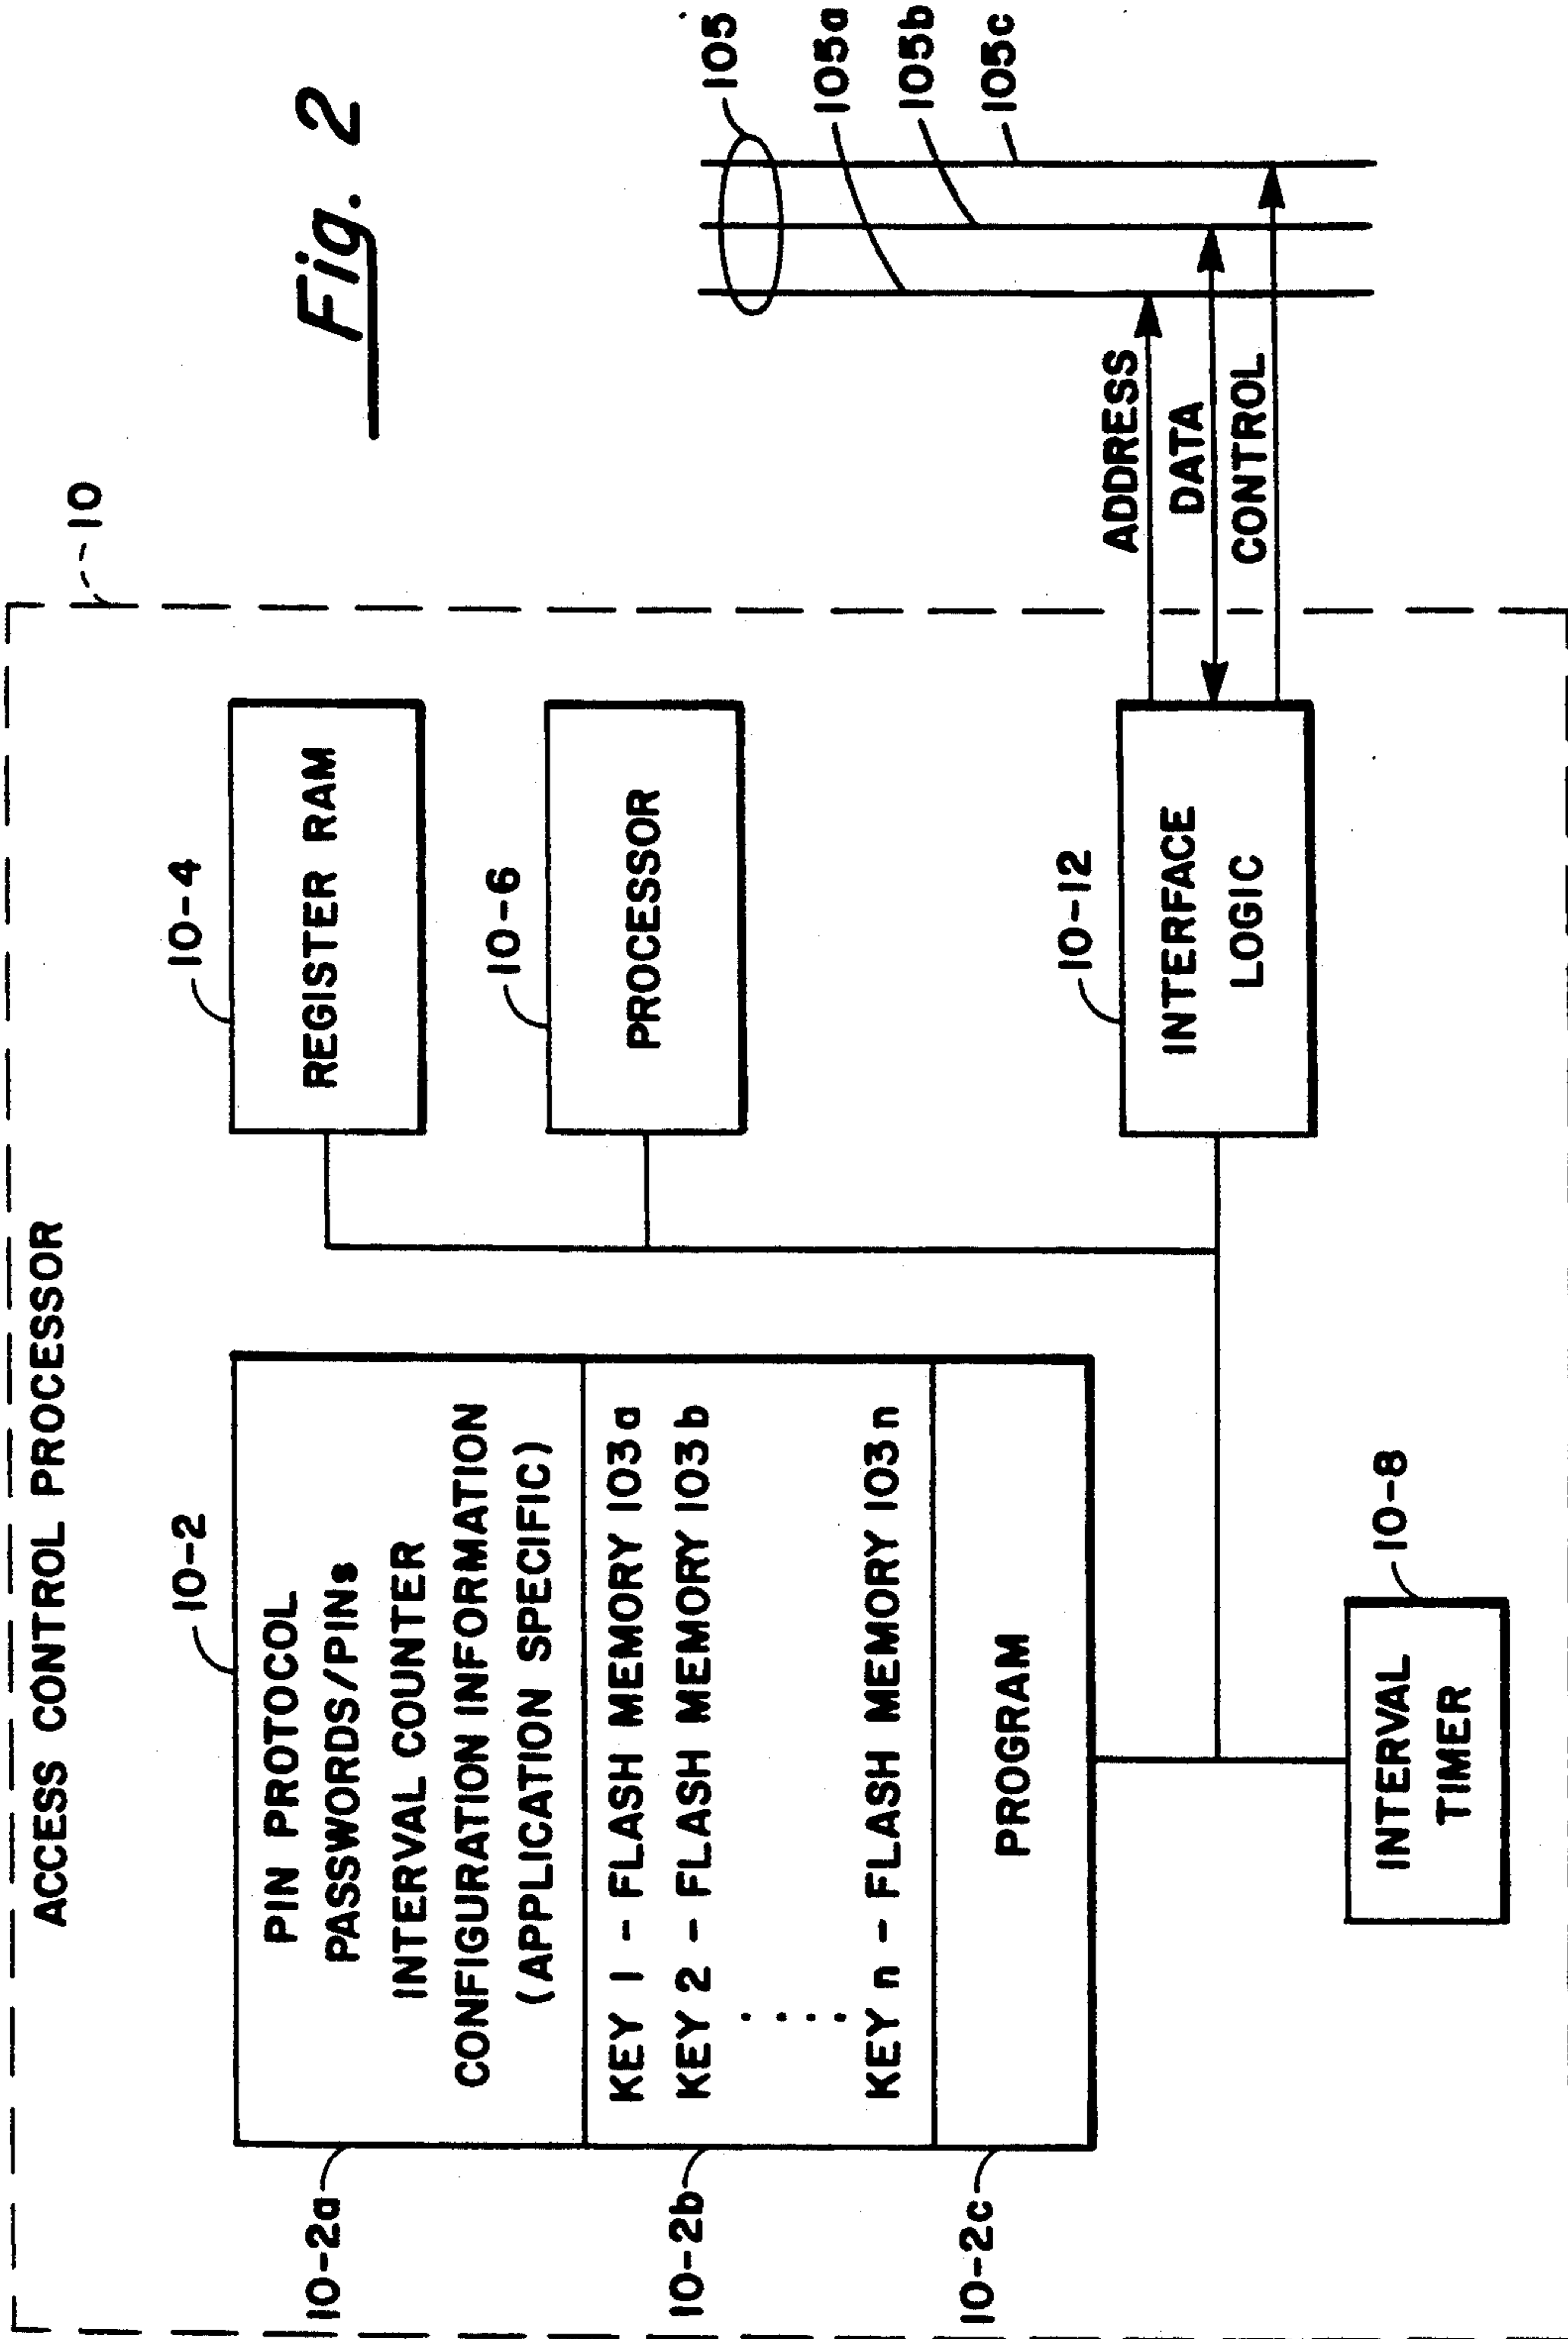 ACCESS CONTROL PROCESSOR
10
Fig. 2
10-2
10-2a
PIN PROTOCOL
PASSWORDS/PINs
INTERVAL COUNTER
CONFIGURATION INFORMATION
(APPLICATION SPECIFIC)
10-2b
KEY 1 - FLASH MEMORY 103a
KEY 2 - FLASH MEMORY 103b
.....
KEY n - FLASH MEMORY 103n
10-2c
PROGRAM
10-4
REGISTER RAM
10-6
PROCESSOR
10-12
INTERFACE
LOGIC
10-8
INTERVAL
TIMER
ADDRESS
DATA
CONTROL
105
105a
105b
105c